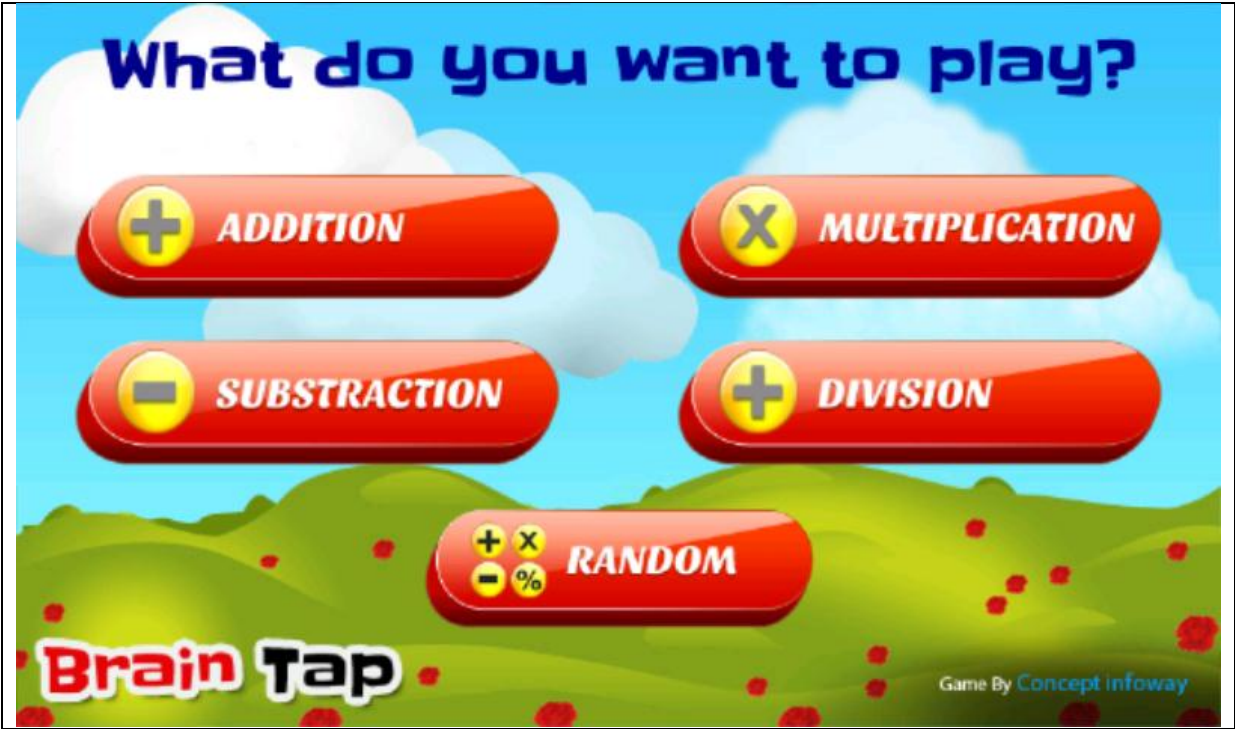 What do you want to play?
+ ADDITION
x MULTIPLICATION
- SUBSTRACTION
+ DIVISION
+ x
- %
RANDOM
Brain Tap
Game By Concept infoway